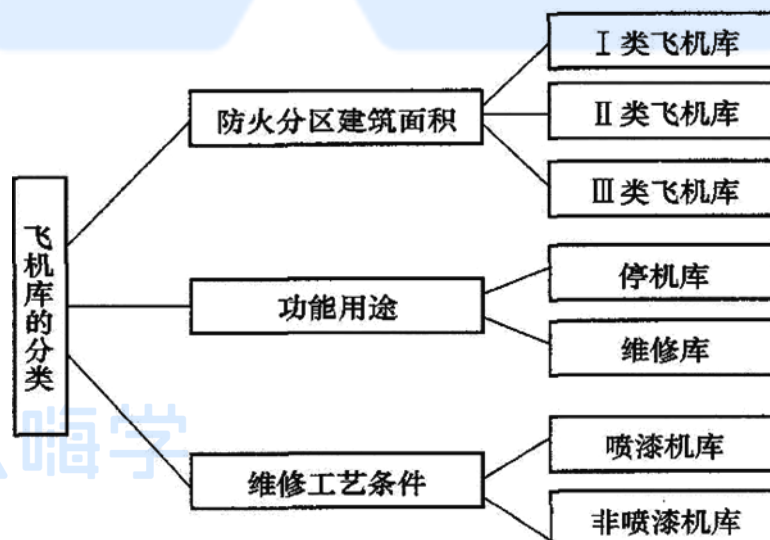 飞机库的分类
防火分区建筑面积
Ⅰ类飞机库
Ⅱ类飞机库
Ⅲ类飞机库
功能用途
停机库
维修库
维修工艺条件
喷漆机库
非喷漆机库
嗨学